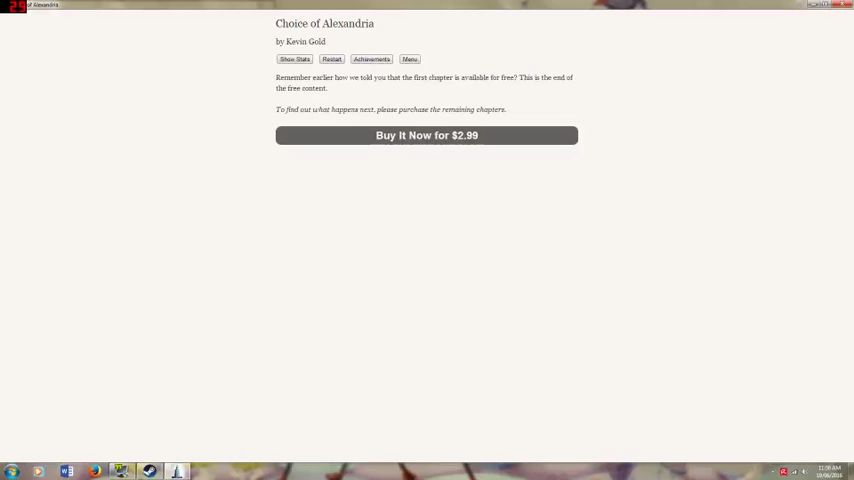 29
of Alexandria
Choice of Alexandria
by Kevin Gold
Show Stats Restart Achievements Menu
Remember earlier how we told you that the first chapter is available for free? This is the end of
the free content.
To find out what happens next, please purchase the remaining chapters.
Buy It Now for $2.99